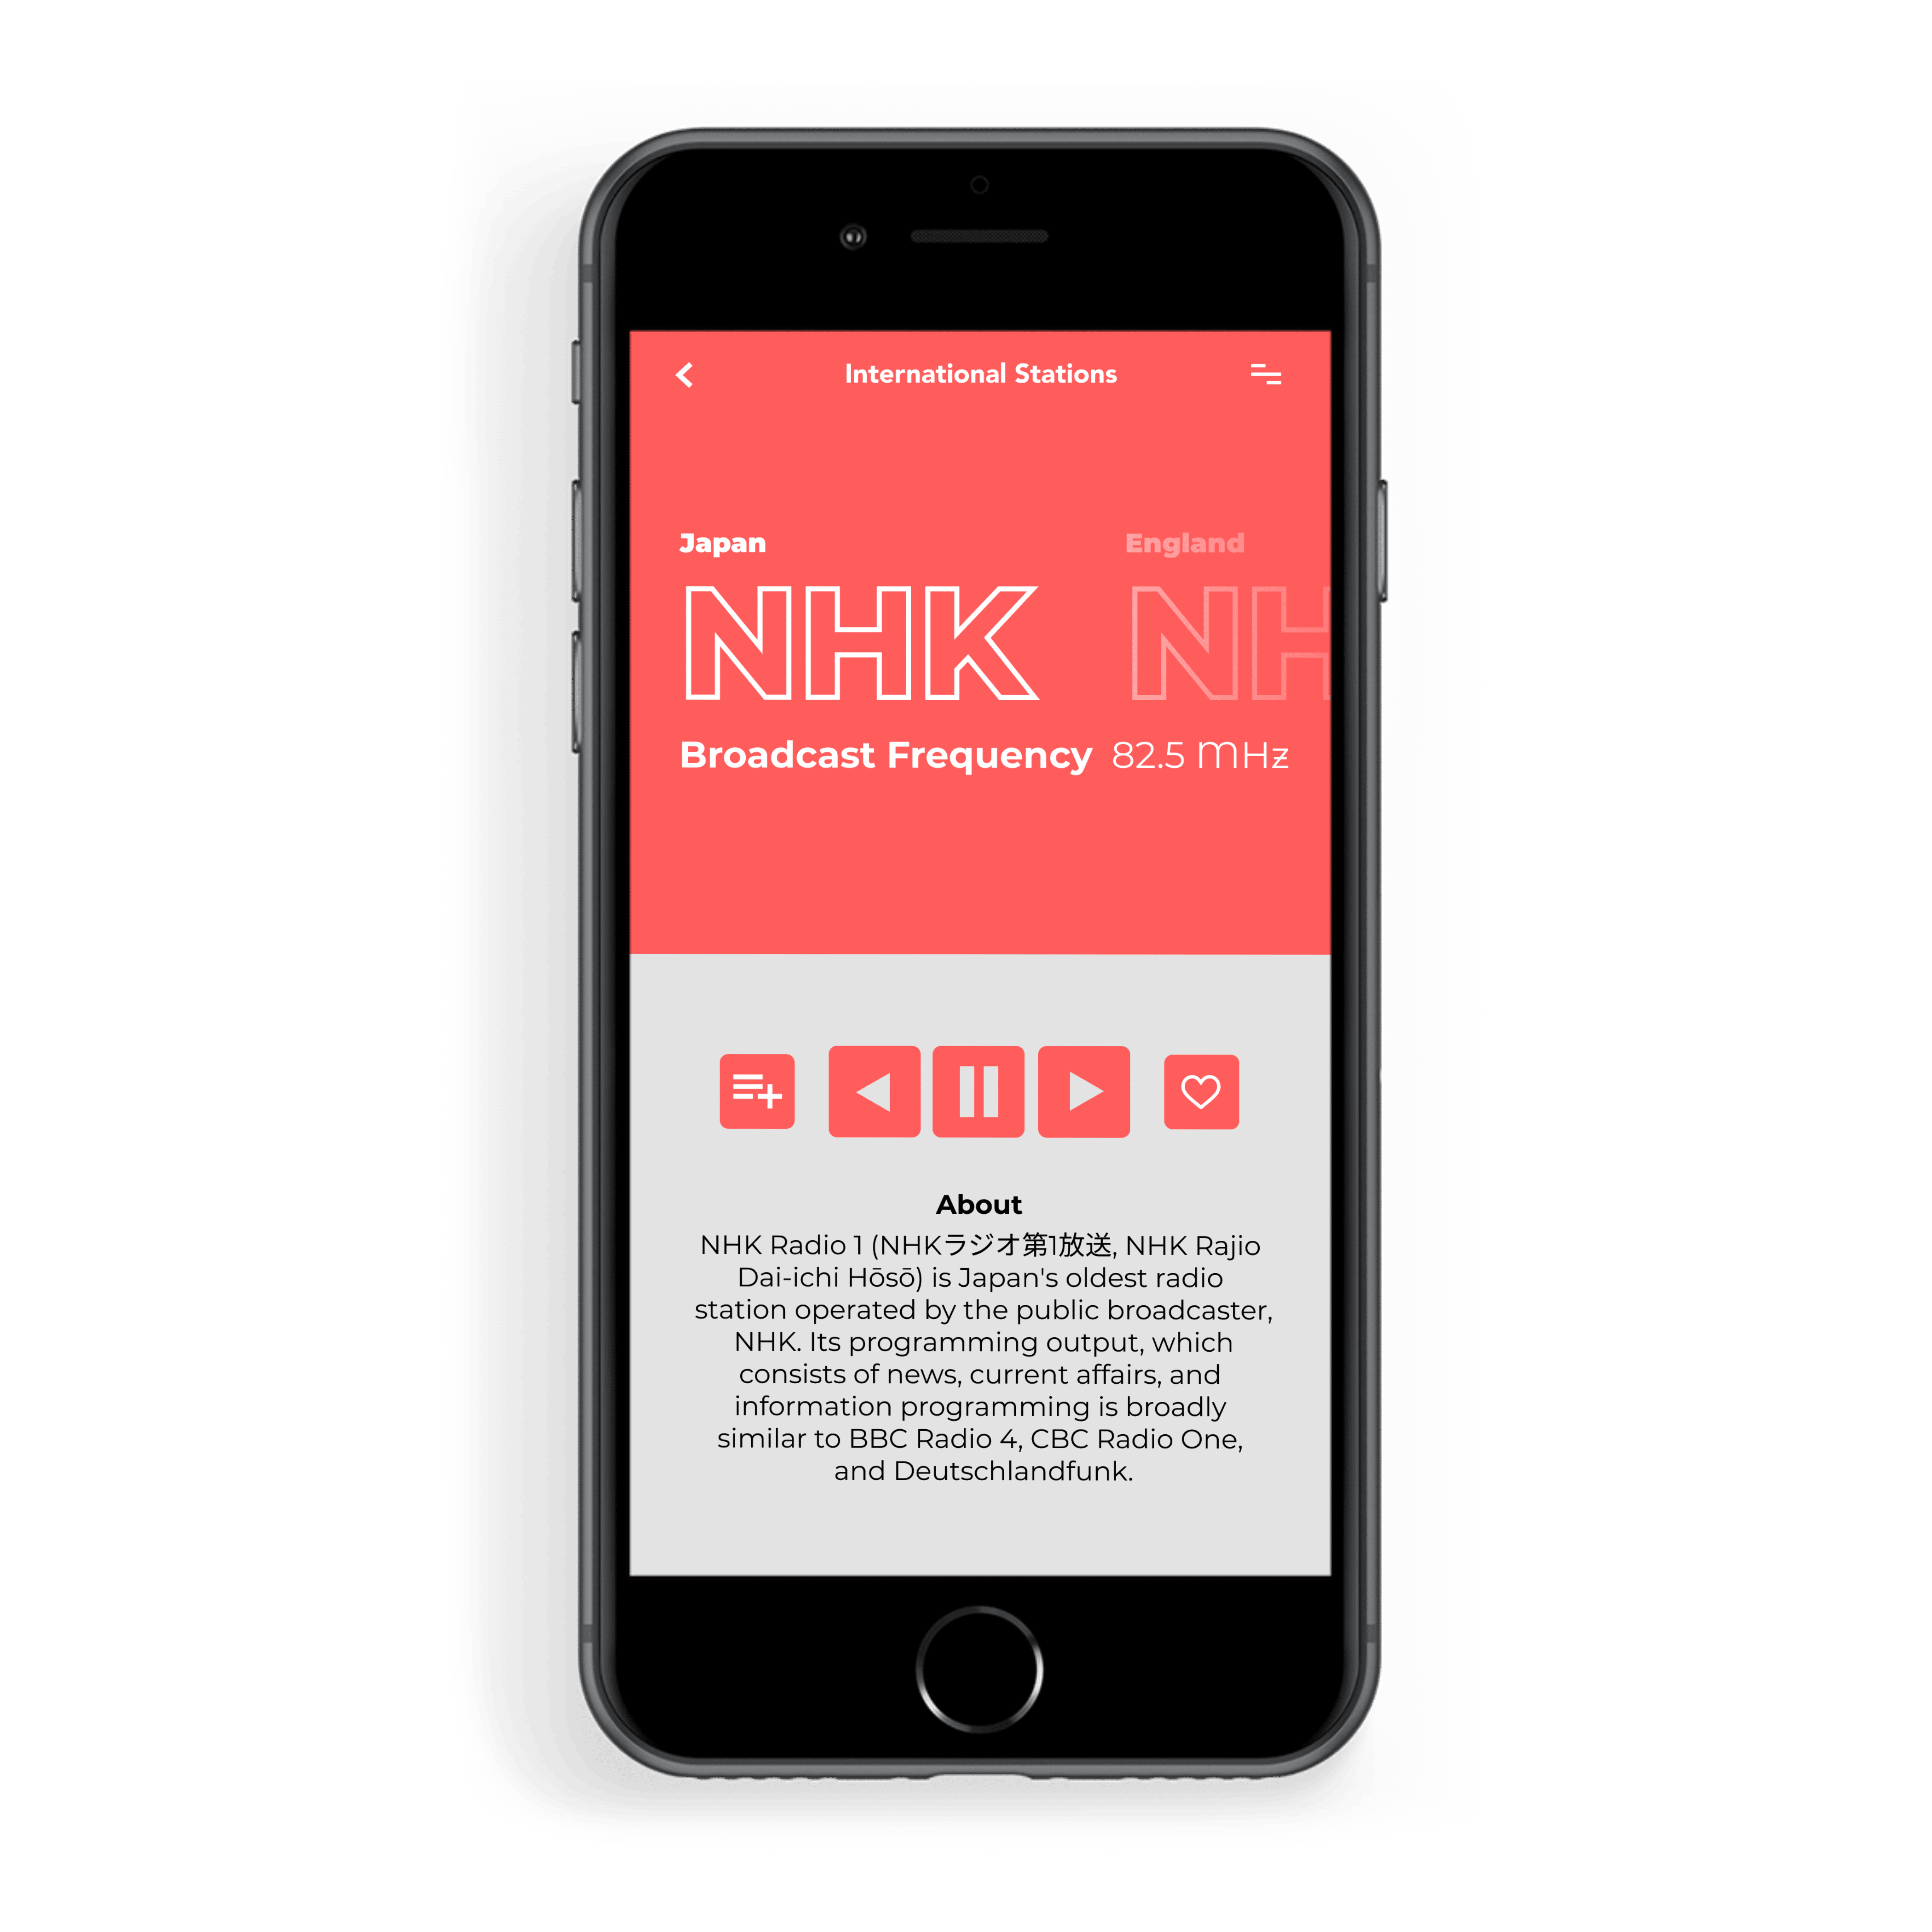 International Stations
Japan
England
NHK
NH
Broadcast Frequency 82.5 mHz
About
NHK Radio 1 (NHKラジオ第1放送, NHK Rajio
Dai-ichi Hōsō) is Japan's oldest radio
station operated by the public broadcaster,
NHK. Its programming output, which
consists of news, current affairs, and
information programming is broadly
similar to BBC Radio 4, CBC Radio One,
and Deutschlandfunk.